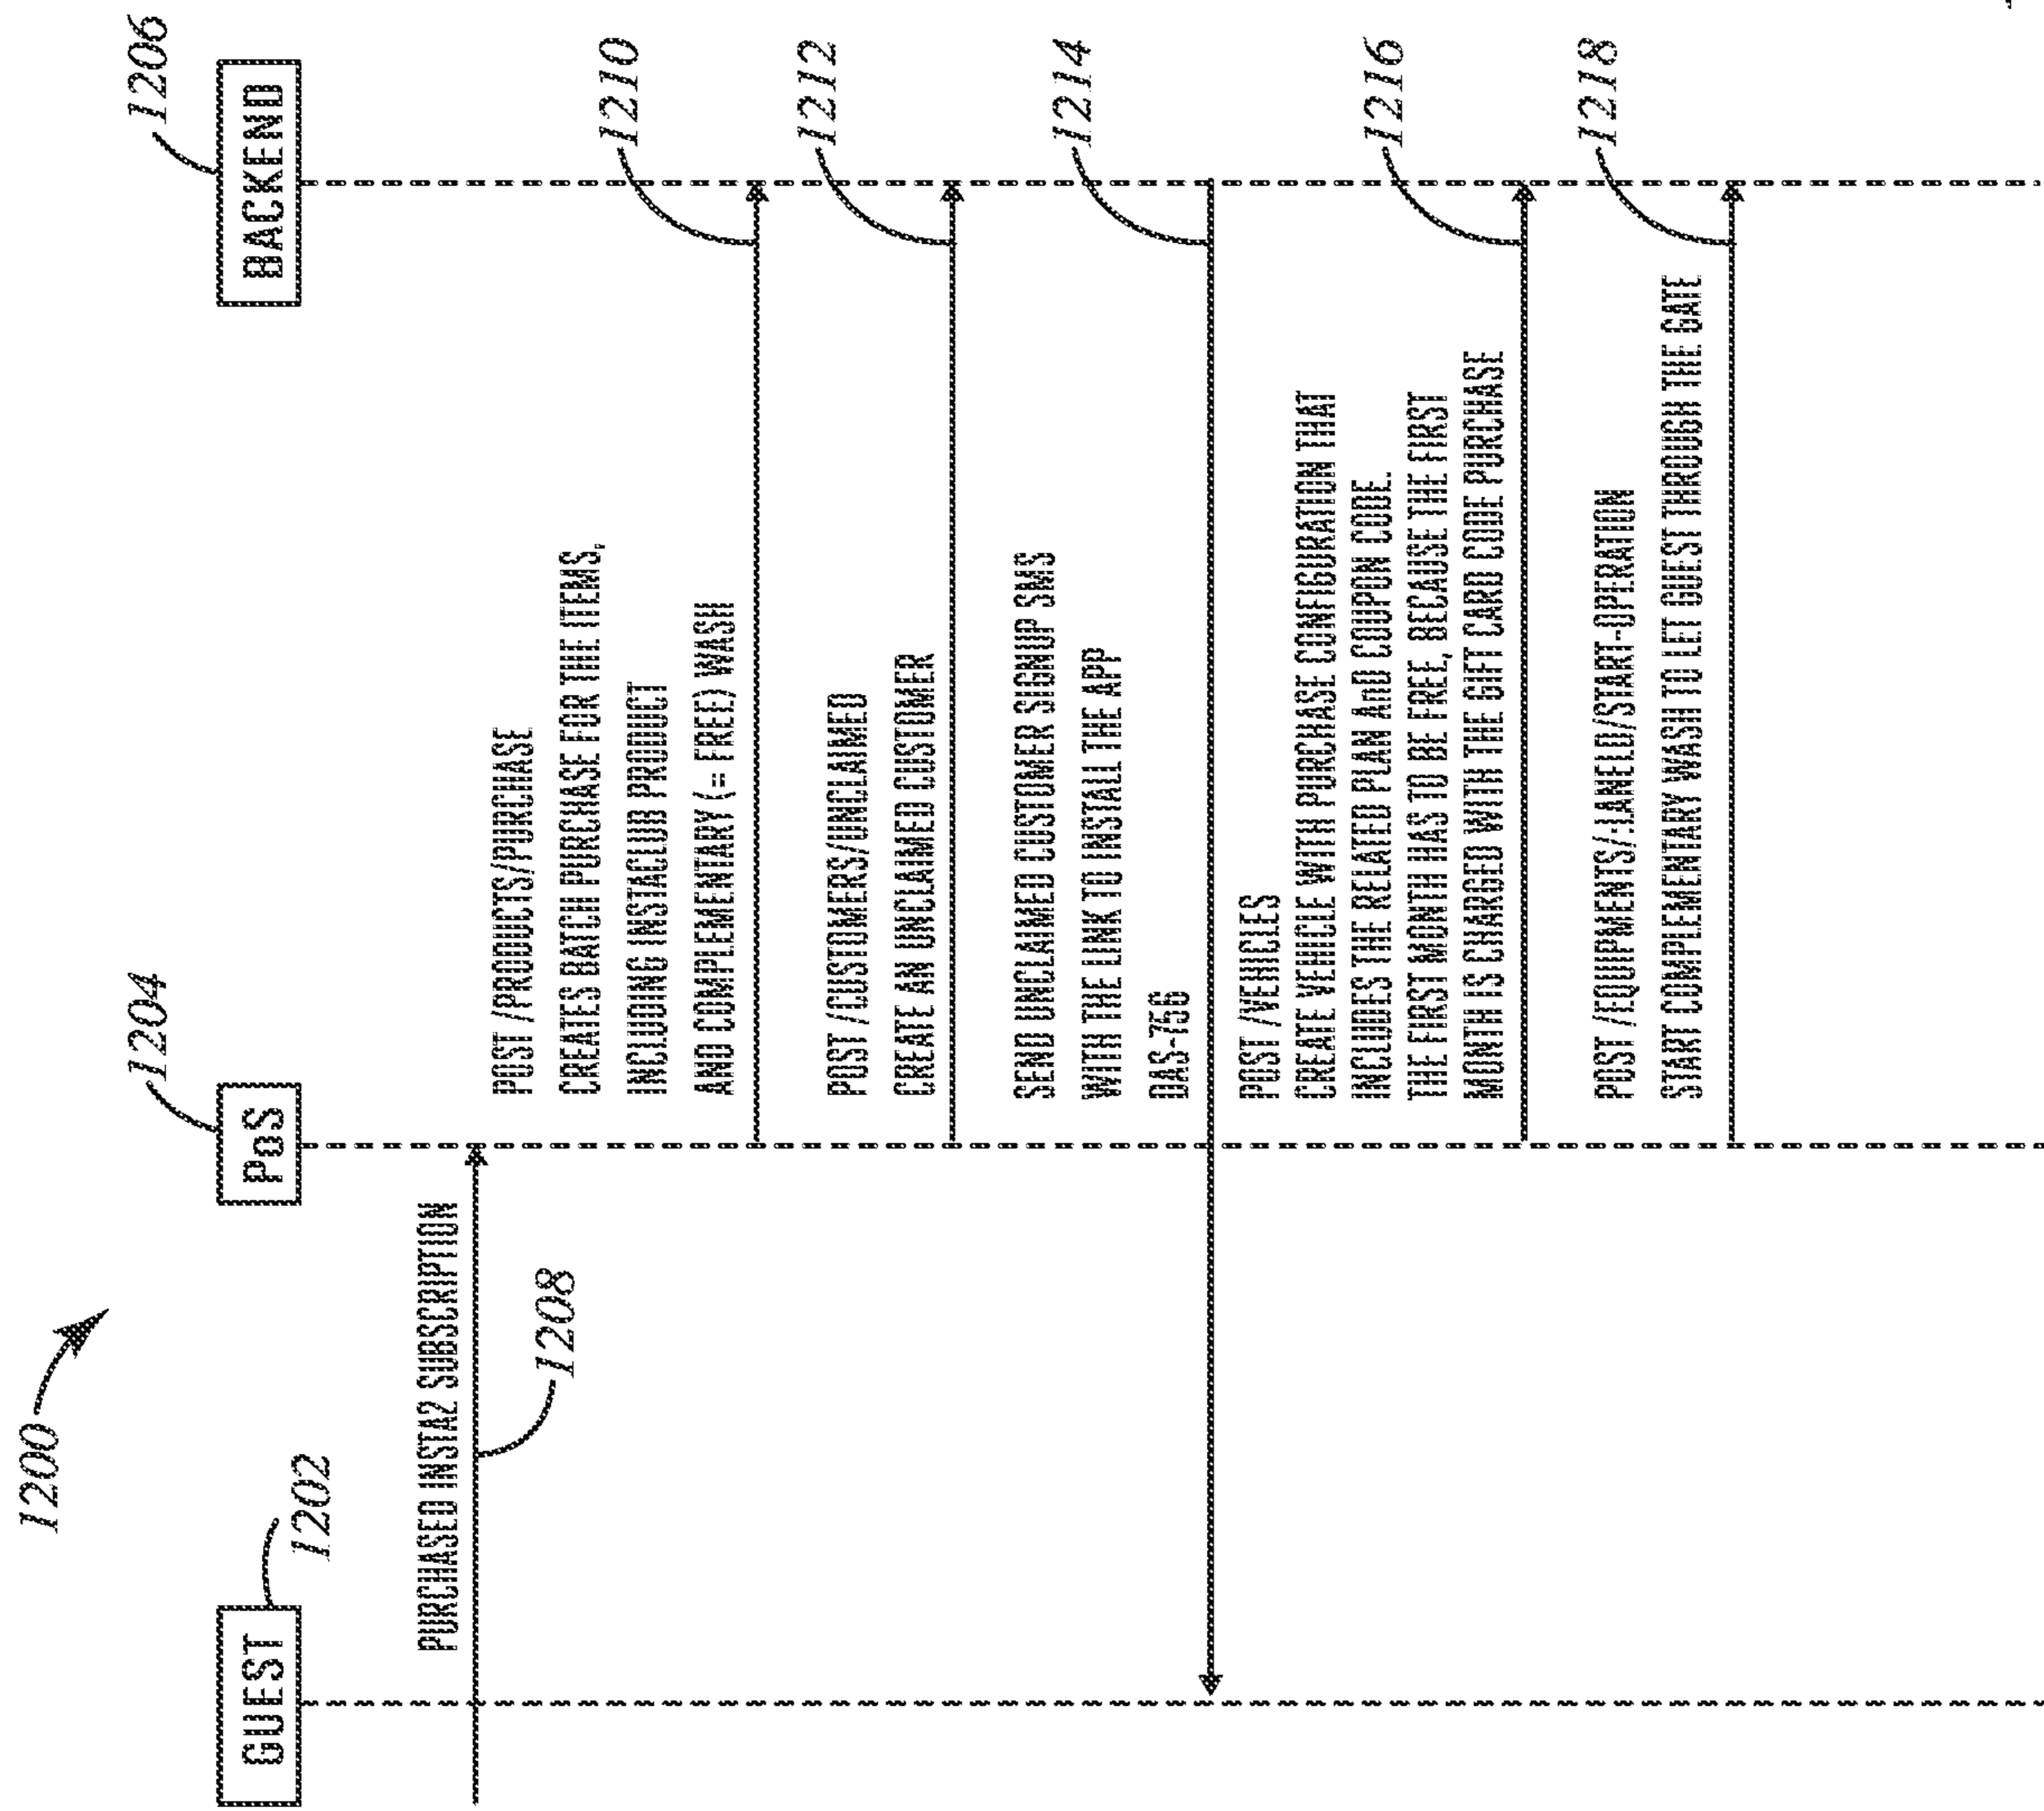 1200
GUEST
1202
PoS
1204
BACKEND
1206
PURCHASED INSTA2 SUBSCRIPTION
1208
POST /PRODUCTS/PURCHASE
CREATES BATCH PURCHASE FOR THE ITEMS,
INCLUDING INSTACLUB PRODUCT
AND COMPLEMENTARY (= FREE) WASH
1210
POST /CUSTOMERS/UNCLAIMED
CREATE AN UNCLAIMED CUSTOMER
1212
SEND UNCLAIMED CUSTOMER SIGNUP SMS
WITH THE LINK TO INSTALL THE APP
DAS-756
1214
POST /VEHICLES
CREATE VEHICLE WITH PURCHASE CONFIGURATION THAT
INCLUDES THE RELATED PLAN AnD COUPON CODE.
THE FIRST MONTH HAS TO BE FREE, BECAUSE THE FIRST
MONTH IS CHARGED WITH THE GIFT CARD CODE PURCHASE
1216
POST /EQUIPMENTS/:LANEID/START-OPERATION
START COMPLEMENTARY WASH TO LET GUEST THROUGH THE GATE
1218